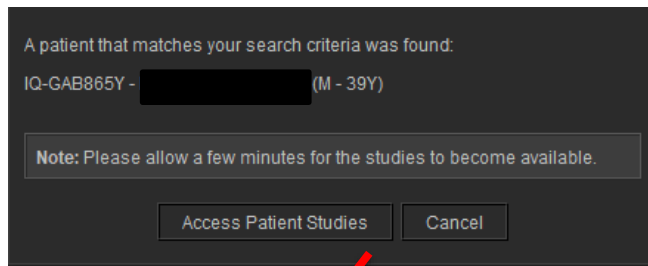 A patient that matches your search criteria was found:
IQ-GAB865Y - (M - 39Y)
Note: Please allow a few minutes for the studies to become available.
Access Patient Studies Cancel